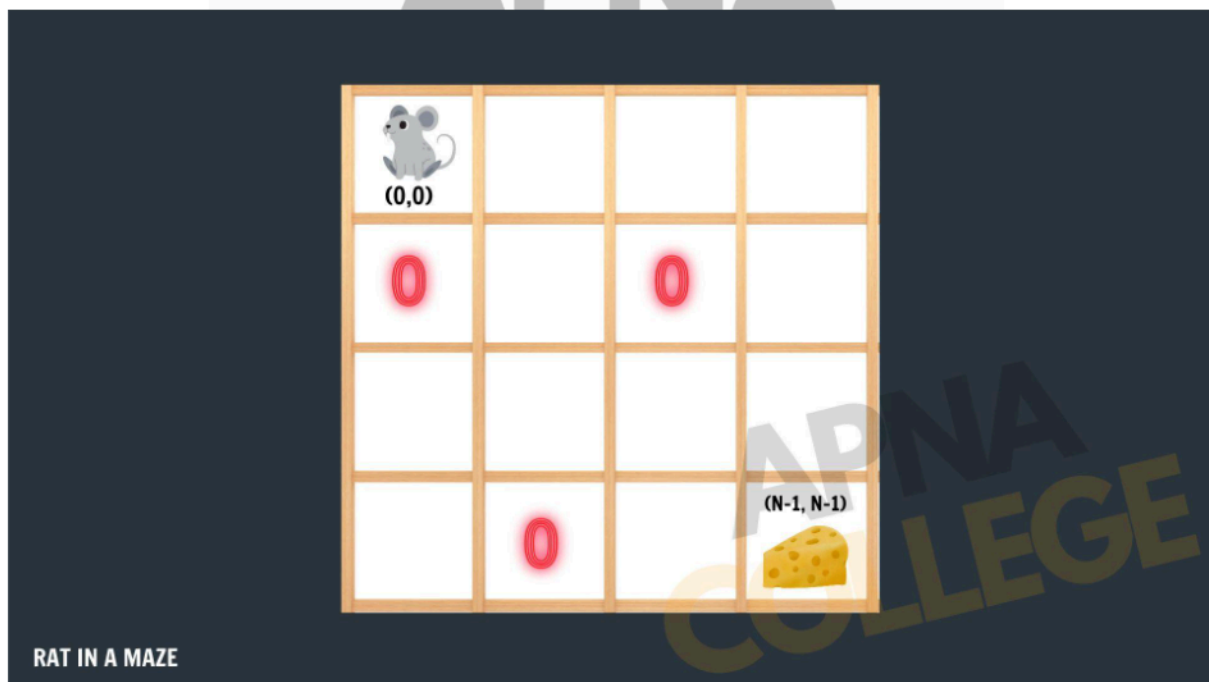 (0,0)
0 0
0
(N-1, N-1)
APNA
COLLEGE
RAT IN A MAZE